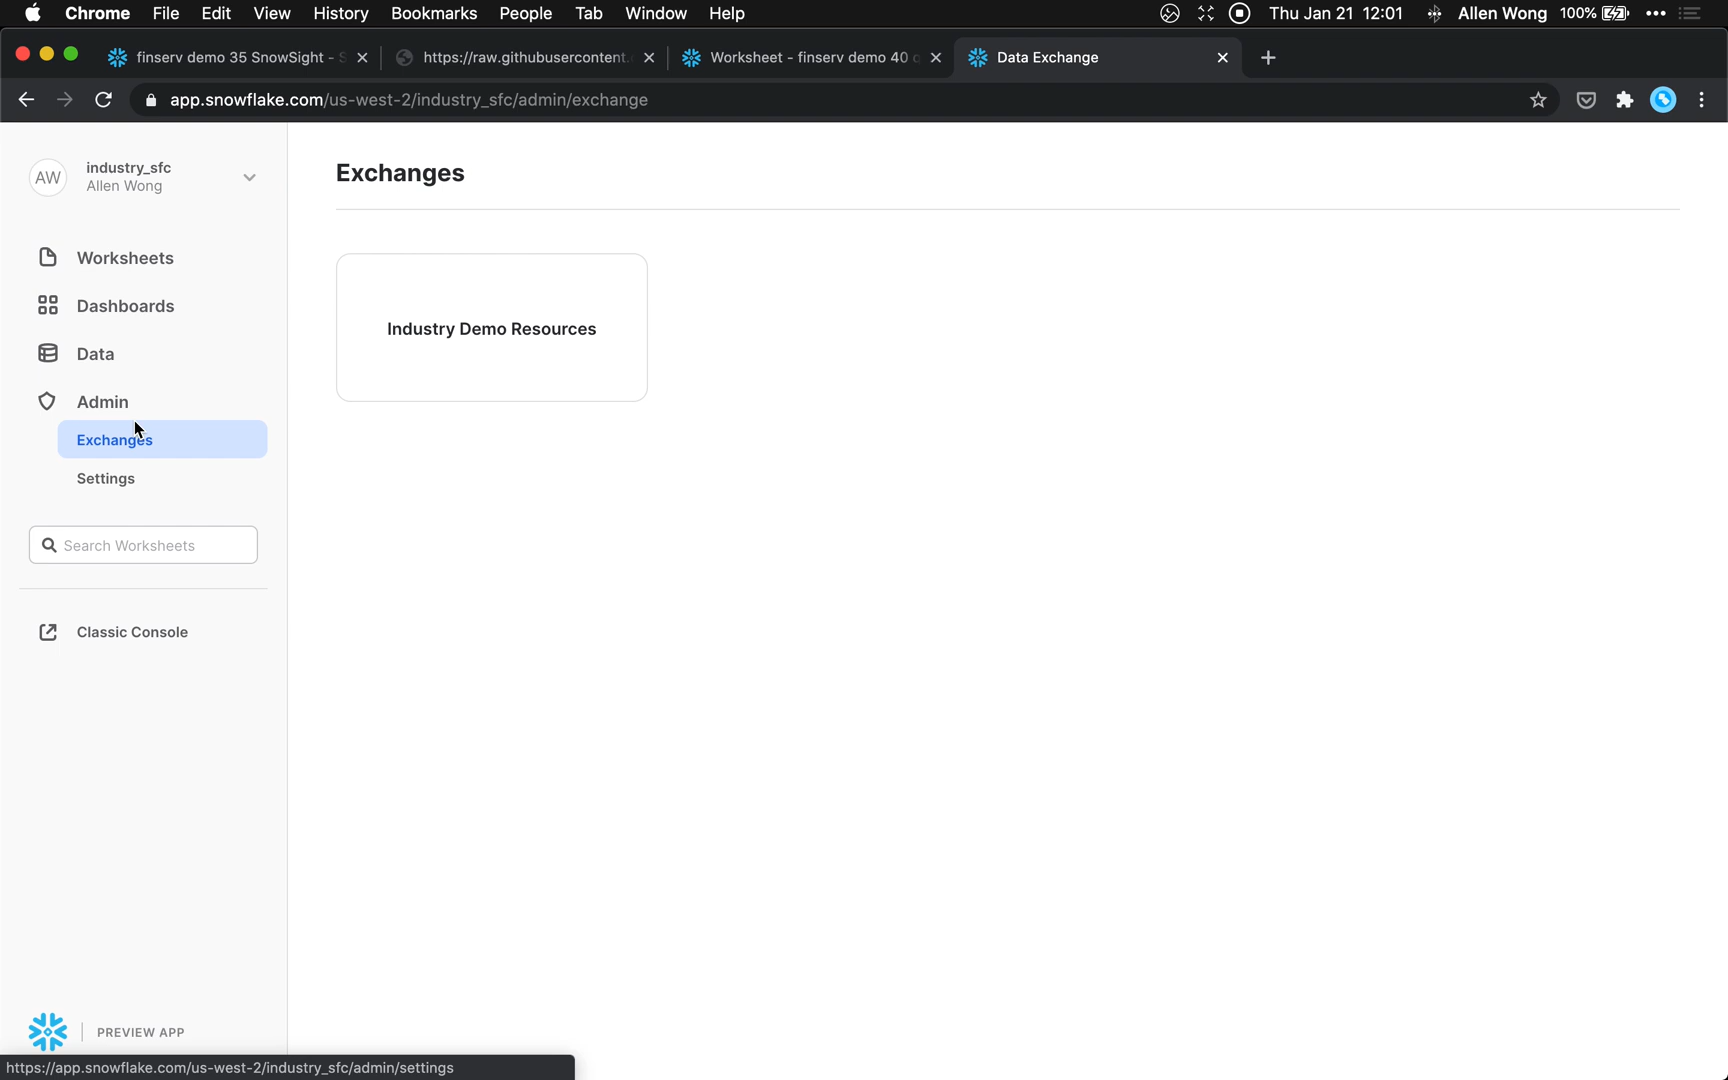 Chrome File Edit View History Bookmarks People Tab Window Help Thu Jan 21 12:01 Allen Wong 100%
finserv demo 35 SnowSight - https://raw.githubusercontent. Worksheet - finserv demo 40 Data Exchange
app.snowflake.com/us-west-2/industry_sfc/admin/exchange
AW
industry_sfc
Allen Wong
Exchanges
Worksheets
Dashboards
Data
Admin
Exchanges
Settings
Search Worksheets
Classic Console
Industry Demo Resources
PREVIEW APP
https://app.snowflake.com/us-west-2/industry_sfc/admin/settings